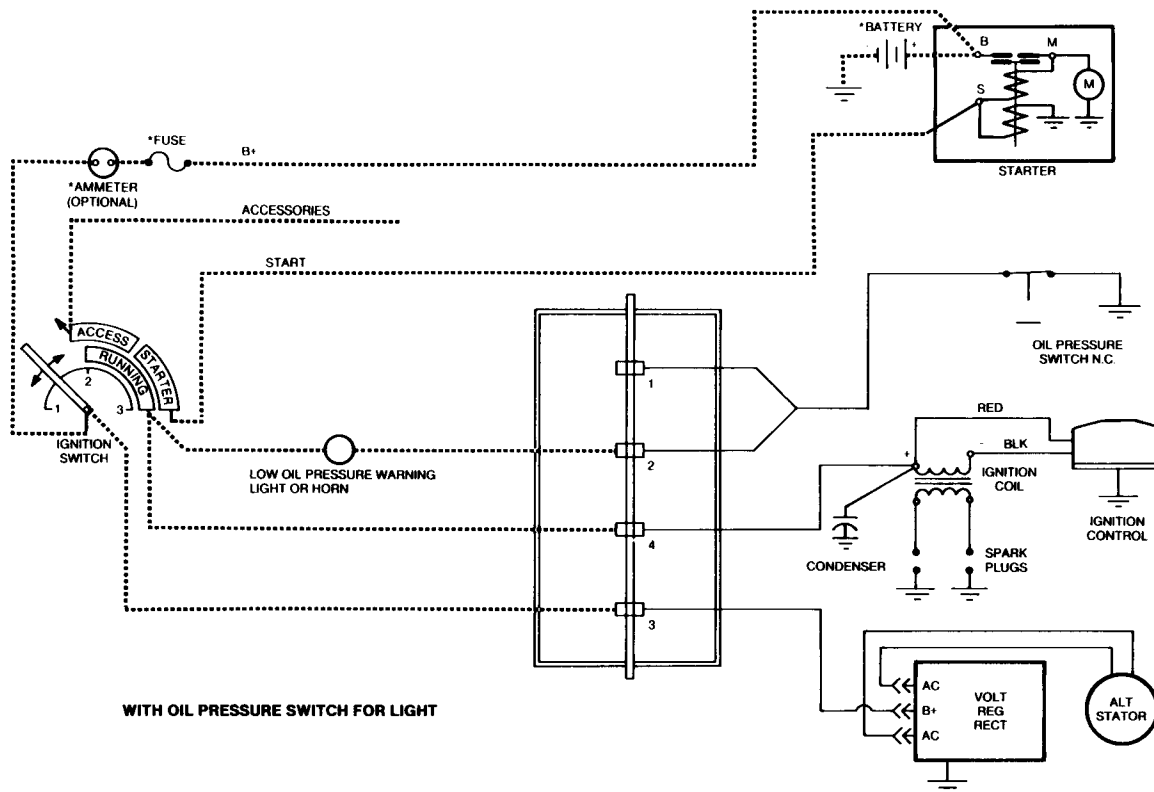 *BATTERY
+
B
M
M
S
STARTER
*FUSE
B+
*AMMETER
(OPTIONAL)
ACCESSORIES
START
ACCESS
STARTER
RUNNING
1
2
3
IGNITION
SWITCH
LOW OIL PRESSURE WARNING
LIGHT OR HORN
1
2
4
3
OIL PRESSURE
SWITCH N.C.
RED
BLK
+
-
IGNITION
COIL
IGNITION
CONTROL
CONDENSER
SPARK
PLUGS
AC
B+
AC
VOLT
REG
RECT
ALT
STATOR
WITH OIL PRESSURE SWITCH FOR LIGHT